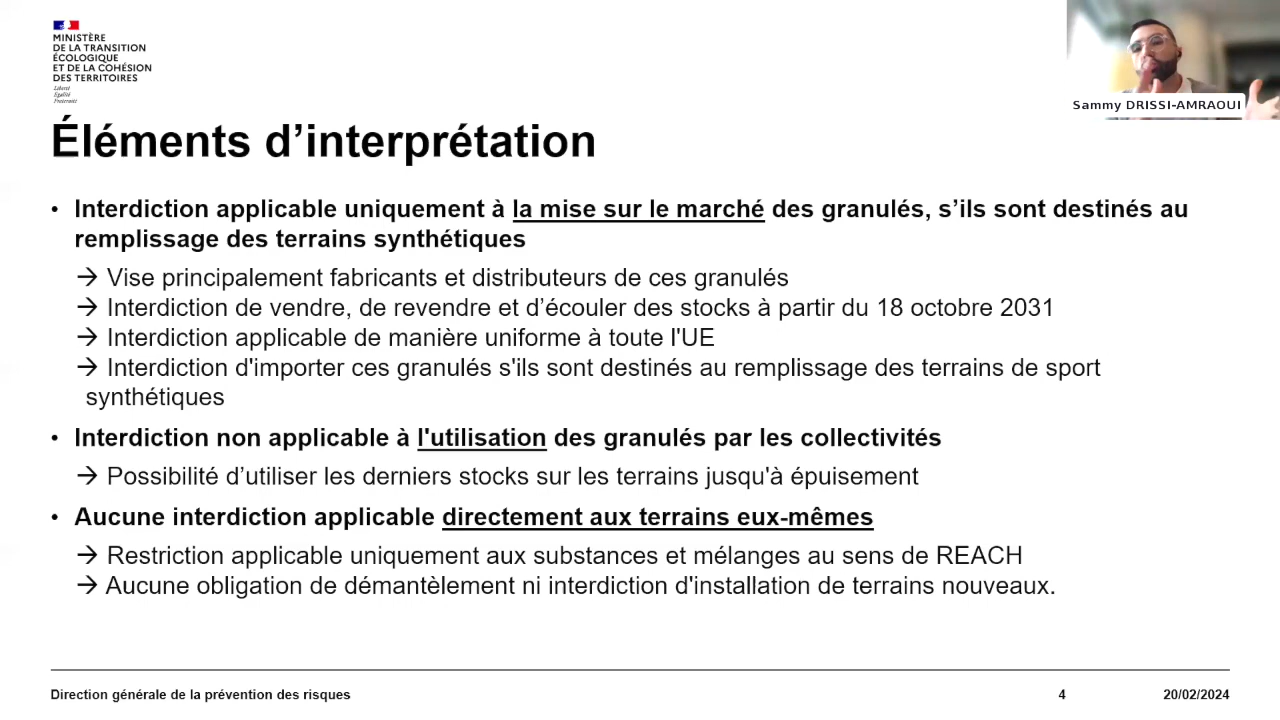 MINISTÈRE
DE LA TRANSITION
ÉCOLOGIQUE
ET DE LA COHÉSION
DES TERRITOIRES
Liberté
Égalité
Fraternité
Sammy DRISSI-AMRAOUI
Éléments d’interprétation
• Interdiction applicable uniquement à la mise sur le marché des granulés, s’ils sont destinés au
remplissage des terrains synthétiques
→ Vise principalement fabricants et distributeurs de ces granulés
→ Interdiction de vendre, de revendre et d’écouler des stocks à partir du 18 octobre 2031
→ Interdiction applicable de manière uniforme à toute l'UE
→ Interdiction d'importer ces granulés s'ils sont destinés au remplissage des terrains de sport
synthétiques
• Interdiction non applicable à l'utilisation des granulés par les collectivités
→ Possibilité d’utiliser les derniers stocks sur les terrains jusqu'à épuisement
• Aucune interdiction applicable directement aux terrains eux-mêmes
→ Restriction applicable uniquement aux substances et mélanges au sens de REACH
→ Aucune obligation de démantèlement ni interdiction d'installation de terrains nouveaux.
Direction générale de la prévention des risques
4
20/02/2024